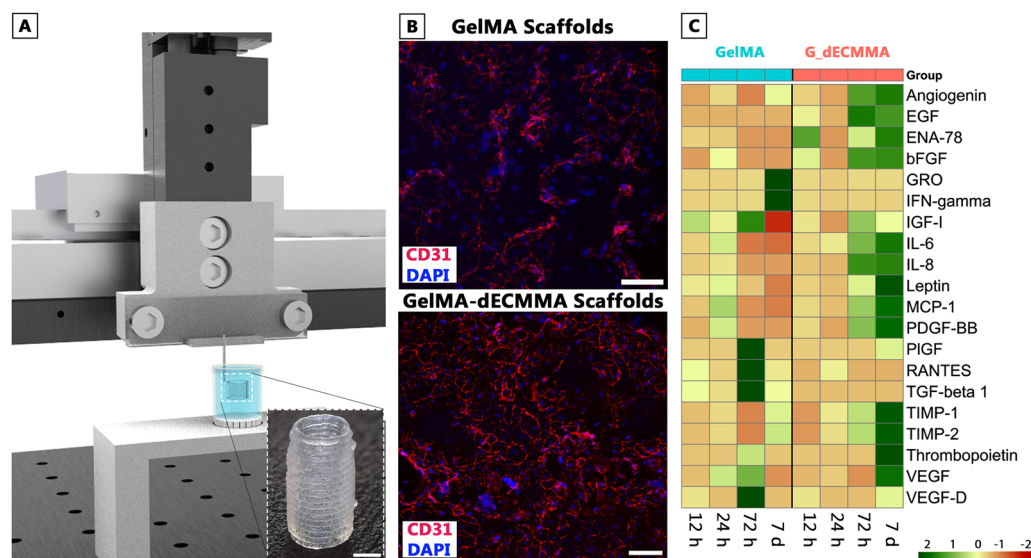 A
B
GelMA Scaffolds
CD31
DAPI
GelMA-dECMMA Scaffolds
CD31
DAPI
C
GelMA G_dECMMA
Group
Angiogenin
EGF
ENA-78
bFGF
GRO
IFN-gamma
IGF-I
IL-6
IL-8
Leptin
MCP-1
PDGF-BB
PlGF
RANTES
TGF-beta 1
TIMP-1
TIMP-2
Thrombopoietin
VEGF
VEGF-D
12 h 24 h 72 h 7 d 12 h 24 h 72 h 7 d
2 1 0 -1 -2